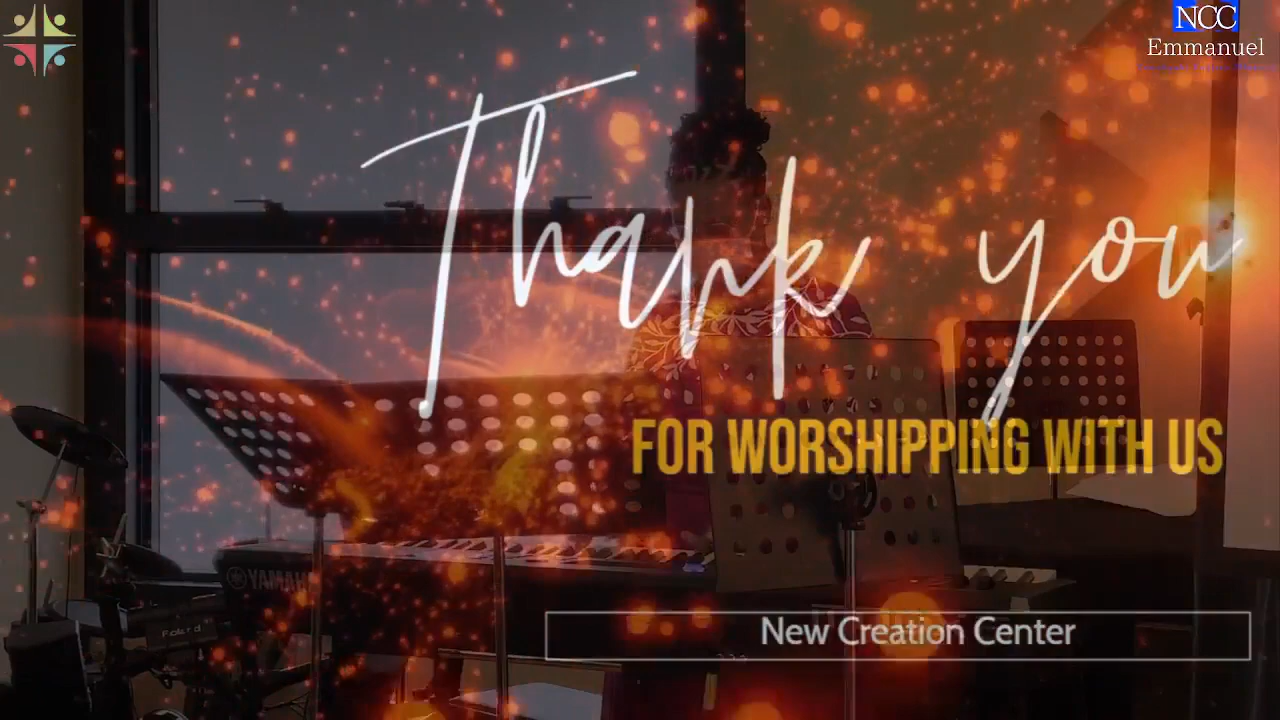 NCC
Emmanuel
Thank you
FOR WORSHIPPING WITH US
YAMAHA
Roland
New Creation Center